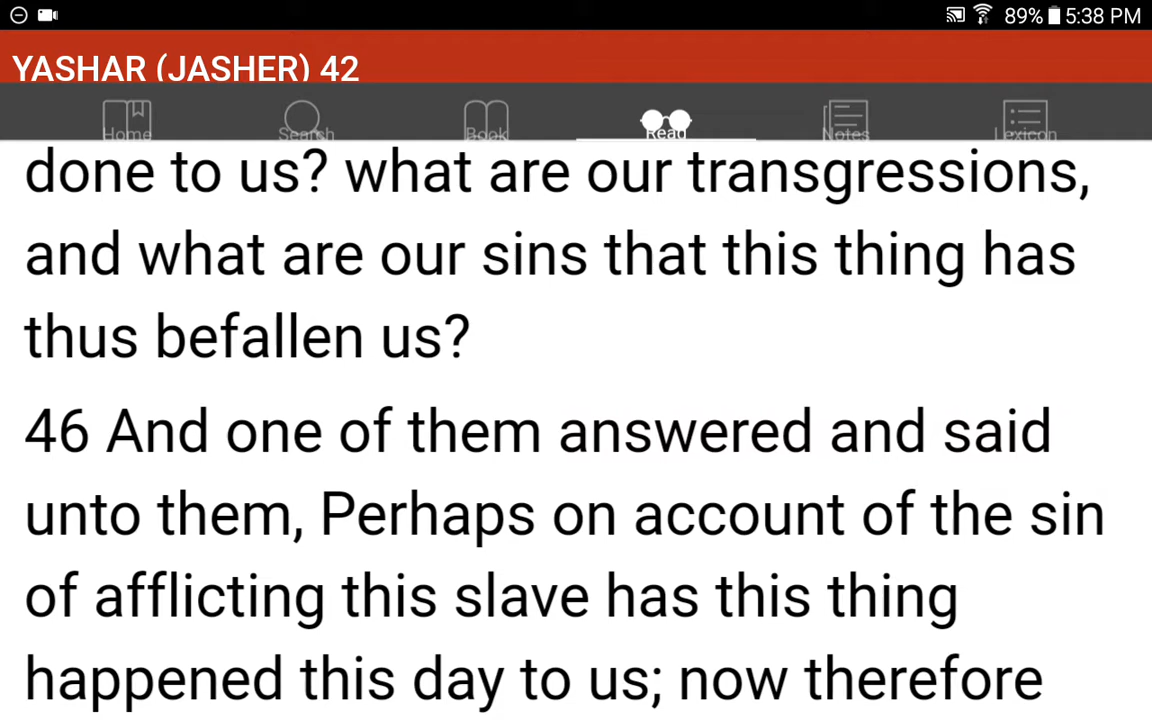 89% 5:38 PM
YASHAR (JASHER) 42
Home Search Book Read Notes Lexicon
done to us? what are our transgressions,
and what are our sins that this thing has
thus befallen us?
46 And one of them answered and said
unto them, Perhaps on account of the sin
of afflicting this slave has this thing
happened this day to us; now therefore